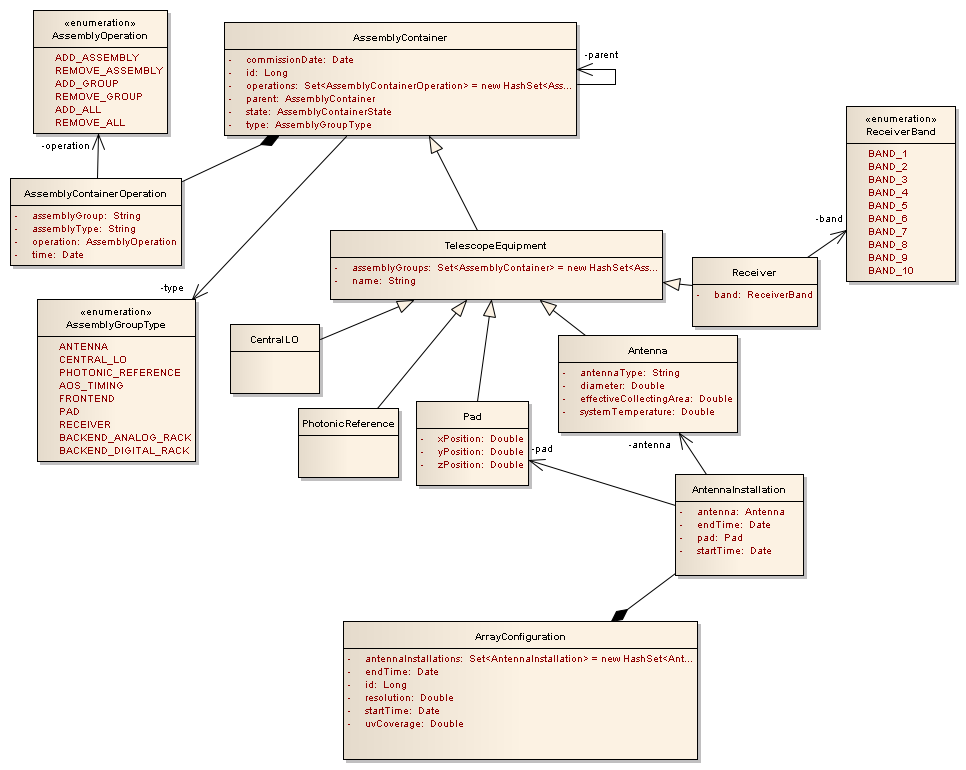 «enumeration»
AssemblyOperation
ADD_ASSEMBLY
REMOVE_ASSEMBLY
ADD_GROUP
REMOVE_GROUP
ADD_ALL
REMOVE_ALL
AssemblyContainer
- commissionDate: Date
- id: Long
- operations: Set<AssemblyContainerOperation> = new HashSet<Ass...
- parent: AssemblyContainer
- state: AssemblyContainerState
- type: AssemblyGroupType
-parent
-operation
AssemblyContainerOperation
- assemblyGroup: String
- assemblyType: String
- operation: AssemblyOperation
- time: Date
«enumeration»
ReceiverBand
BAND_1
BAND_2
BAND_3
BAND_4
BAND_5
BAND_6
BAND_7
BAND_8
BAND_9
BAND_10
-band
TelescopeEquipment
- assemblyGroups: Set<AssemblyContainer> = new HashSet<Ass...
- name: String
Receiver
- band: ReceiverBand
-type
«enumeration»
AssemblyGroupType
ANTENNA
CENTRAL_LO
PHOTONIC_REFERENCE
AOS_TIMING
FRONTEND
PAD
RECEIVER
BACKEND_ANALOG_RACK
BACKEND_DIGITAL_RACK
CentralLO
PhotonicReference
Pad
- xPosition: Double
- yPosition: Double
- zPosition: Double
Antenna
- antennaType: String
- diameter: Double
- effectiveCollectingArea: Double
- systemTemperature: Double
-pad
-antenna
AntennaInstallation
- antenna: Antenna
- endTime: Date
- pad: Pad
- startTime: Date
ArrayConfiguration
- antennaInstallations: Set<AntennaInstallation> = new HashSet<Ant...
- endTime: Date
- id: Long
- resolution: Double
- startTime: Date
- uvCoverage: Double